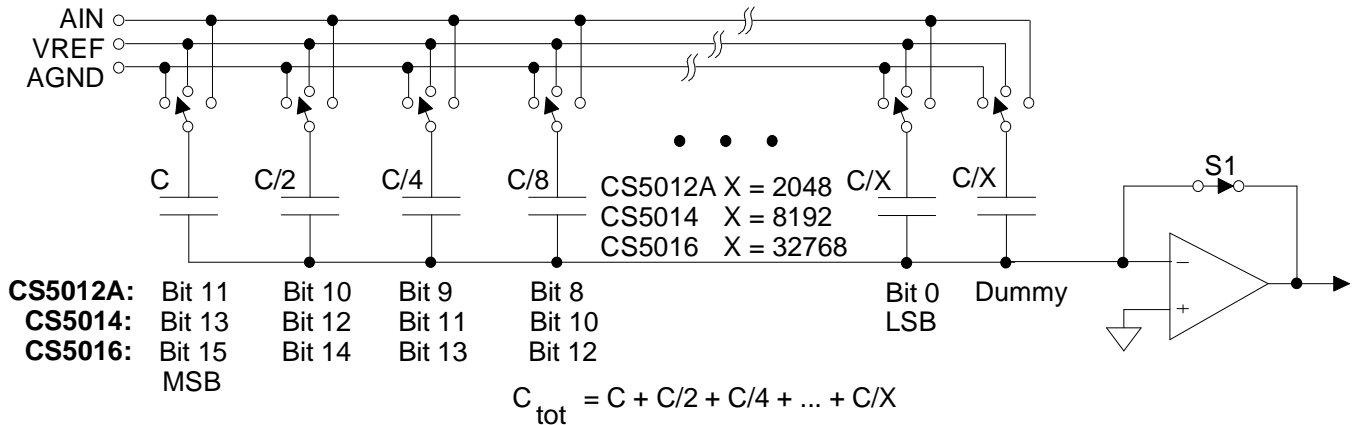 AIN
VREF
AGND
C
C/2
C/4
C/8
C/X
C/X
S1
CS5012A X = 2048
CS5014 X = 8192
CS5016 X = 32768
−
+
CS5012A: Bit 11 Bit 10 Bit 9 Bit 8 Bit 0 Dummy
CS5014: Bit 13 Bit 12 Bit 11 Bit 10 LSB
CS5016: Bit 15 Bit 14 Bit 13 Bit 12
MSB
C tot = C + C/2 + C/4 + ... + C/X